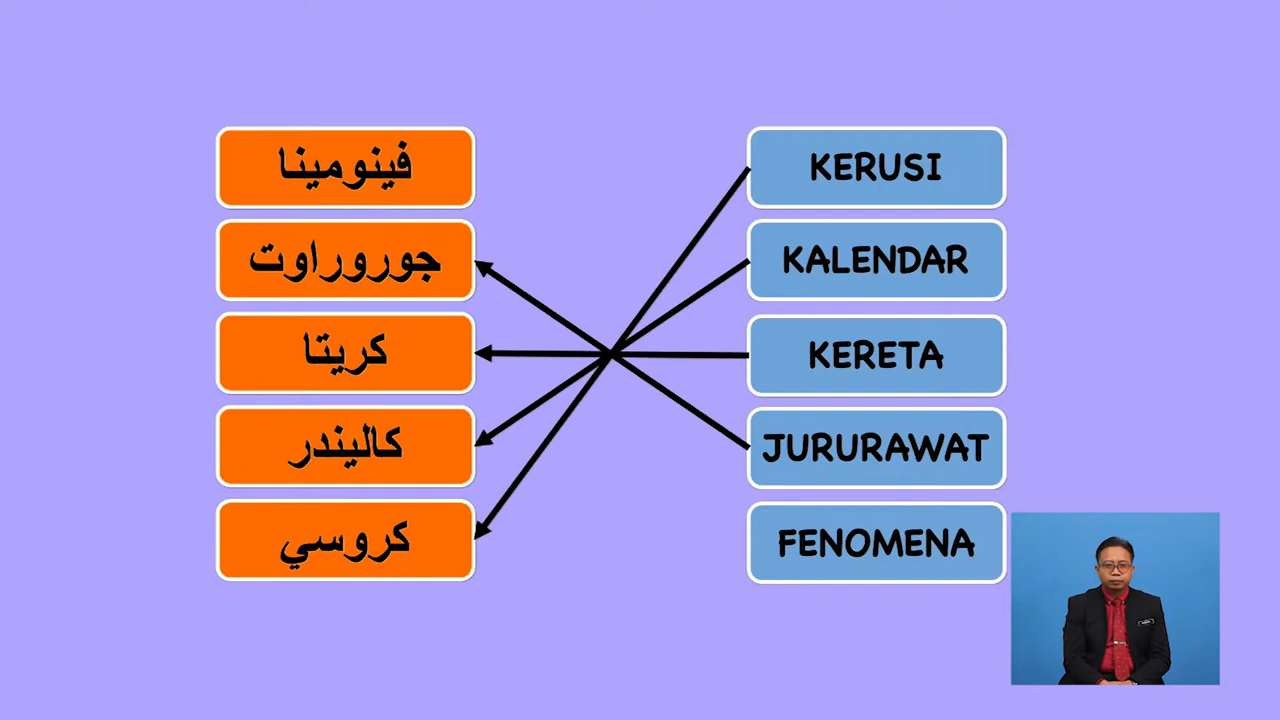 فينومينا
جوروراوت
كريتا
كاليندر
كروسي
KERUSI
KALENDAR
KERETA
JURURAWAT
FENOMENA